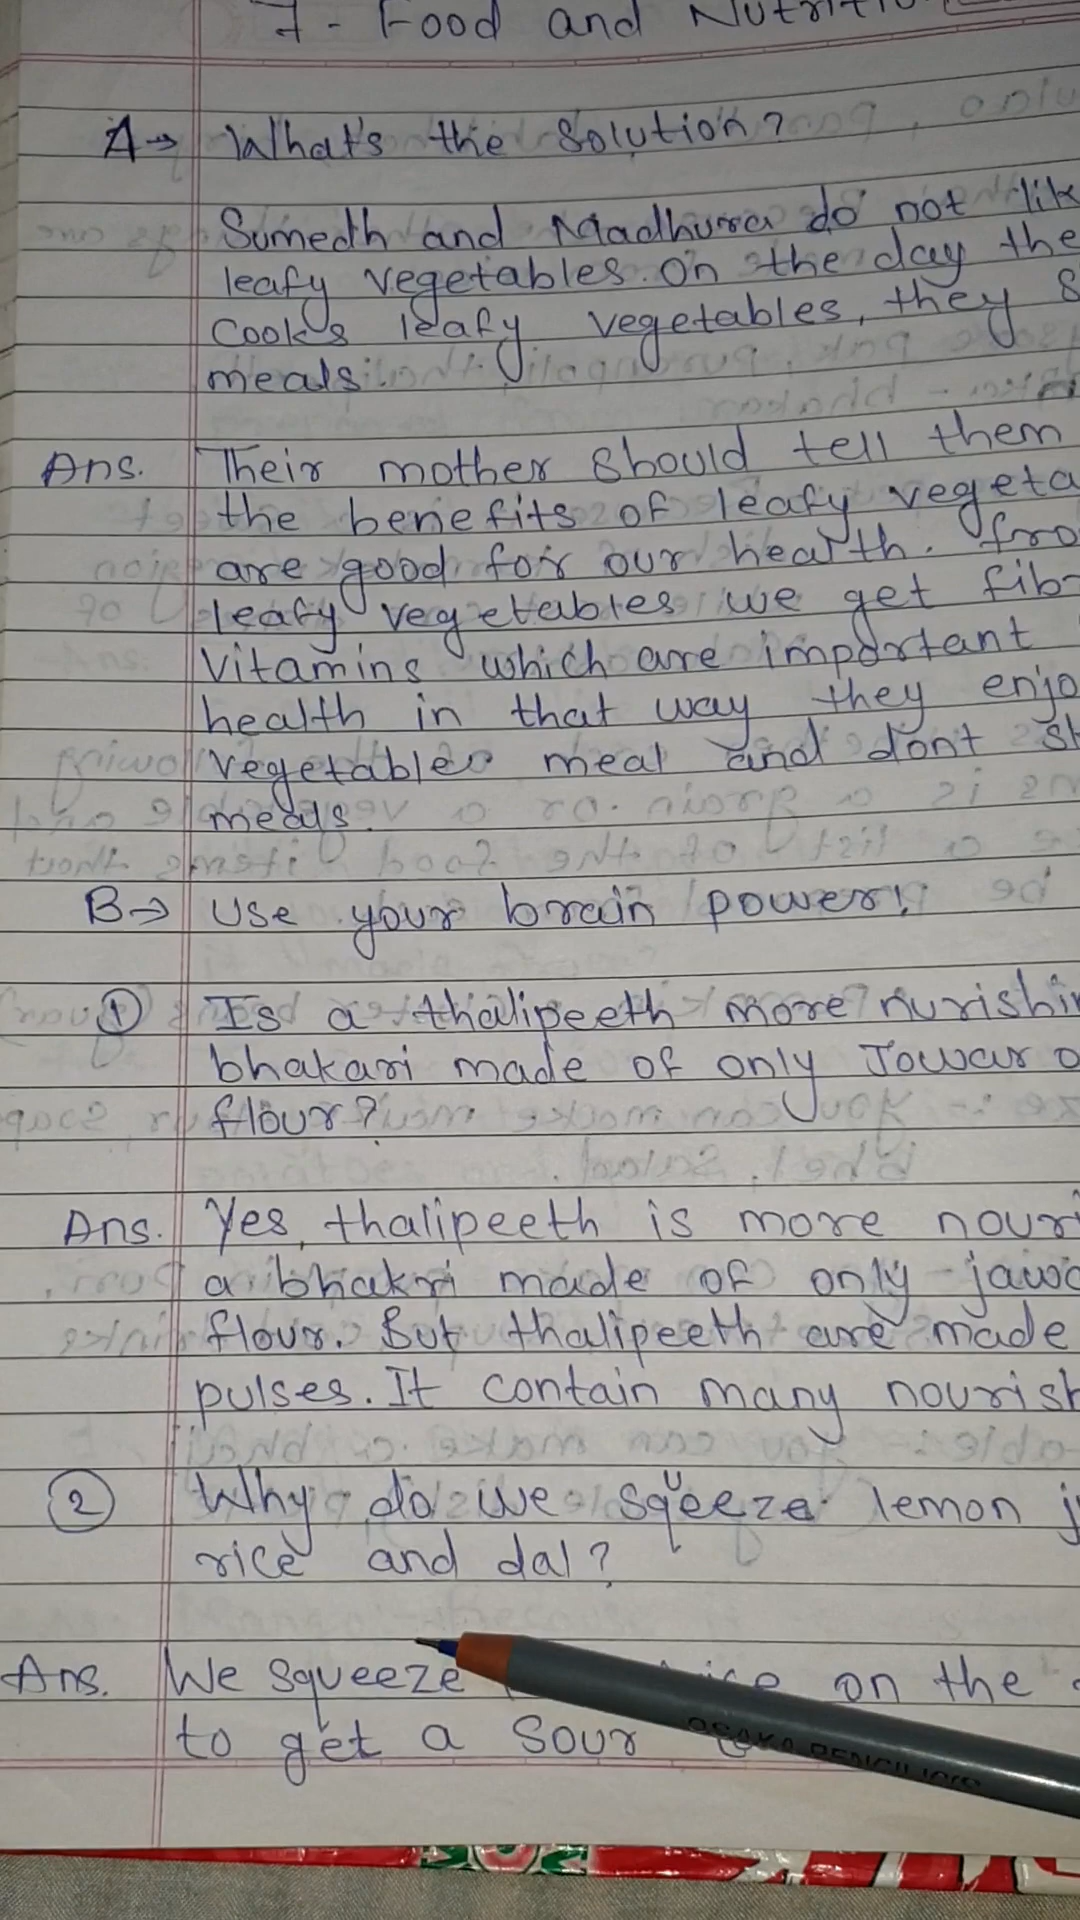 7 - Food and
A→ What's the Solution?
Sumedh and Madhura do not
leafy vegetables. On the day
cooks leafy vegetables, they
meals.
Ans. Their mother should tell them
the benefits of leafy
are good for our health.
leafy vegetables we get
vitamins which are important
health in that way they
vegetables meal and dont
meals.
B→ Use your brain power!
① Is a thalipeeth more
bhakari made of only Jowar
flour?
Ans. Yes, thalipeeth is more
a bhakri made of only
flour. But thalipeeth are made
pulses. It contain many
② Why do we squeeze lemon
rice and dal?
Ans. We squeeze on the
to get a sour